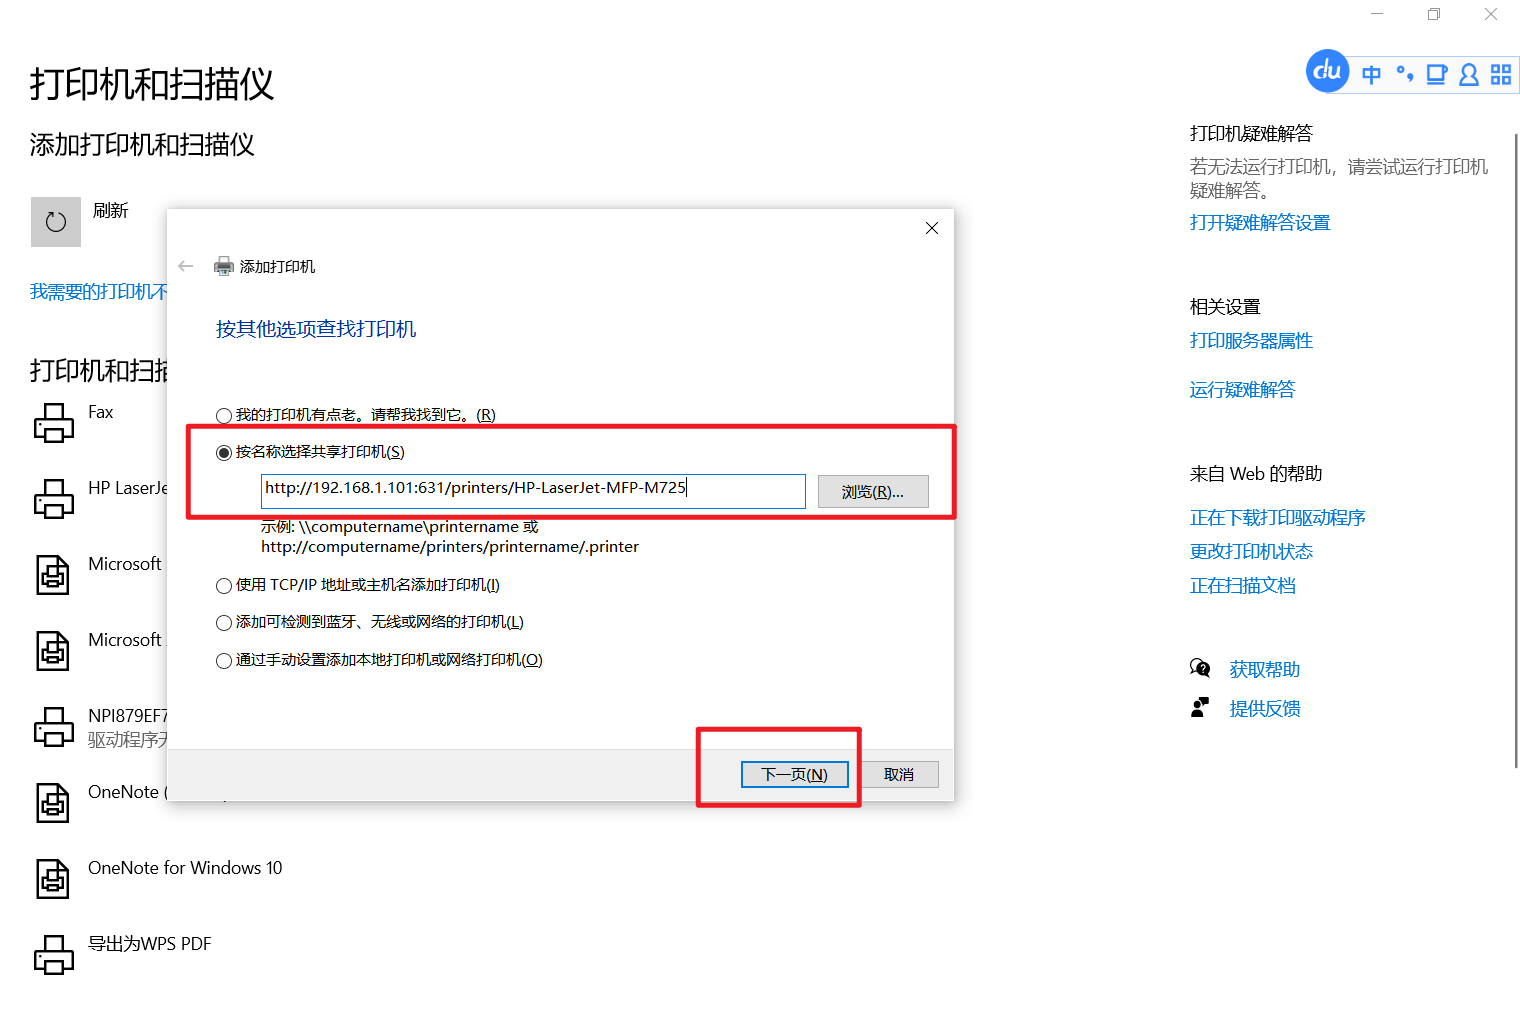 du 中
打印机和扫描仪
添加打印机和扫描仪
刷新
我需要的打印机不
打印机和扫描
Fax
HP LaserJe
Microsoft
Microsoft
NPI879EF7
驱动程序无
OneNote (
OneNote for Windows 10
导出为WPS PDF
添加打印机
按其他选项查找打印机
我的打印机有点老。请帮我找到它。(R)
按名称选择共享打印机(S)
http://192.168.1.101:631/printers/HP-LaserJet-MFP-M725
浏览(R)...
示例: \\computername\printername 或
http://computername/printers/printername/.printer
使用 TCP/IP 地址或主机名添加打印机(I)
添加可检测到蓝牙、无线或网络的打印机(L)
通过手动设置添加本地打印机或网络打印机(O)
下一页(N)
取消
打印机疑难解答
若无法运行打印机，请尝试运行打印机
疑难解答。
打开疑难解答设置
相关设置
打印服务器属性
运行疑难解答
来自 Web 的帮助
正在下载打印驱动程序
更改打印机状态
正在扫描文档
获取帮助
提供反馈